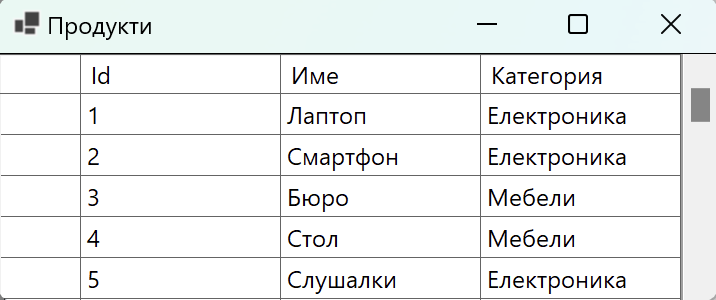 Продукти
Id Име Категория
1 Лаптоп Електроника
2 Смартфон Електроника
3 Бюро Мебели
4 Стол Мебели
5 Слушалки Електроника